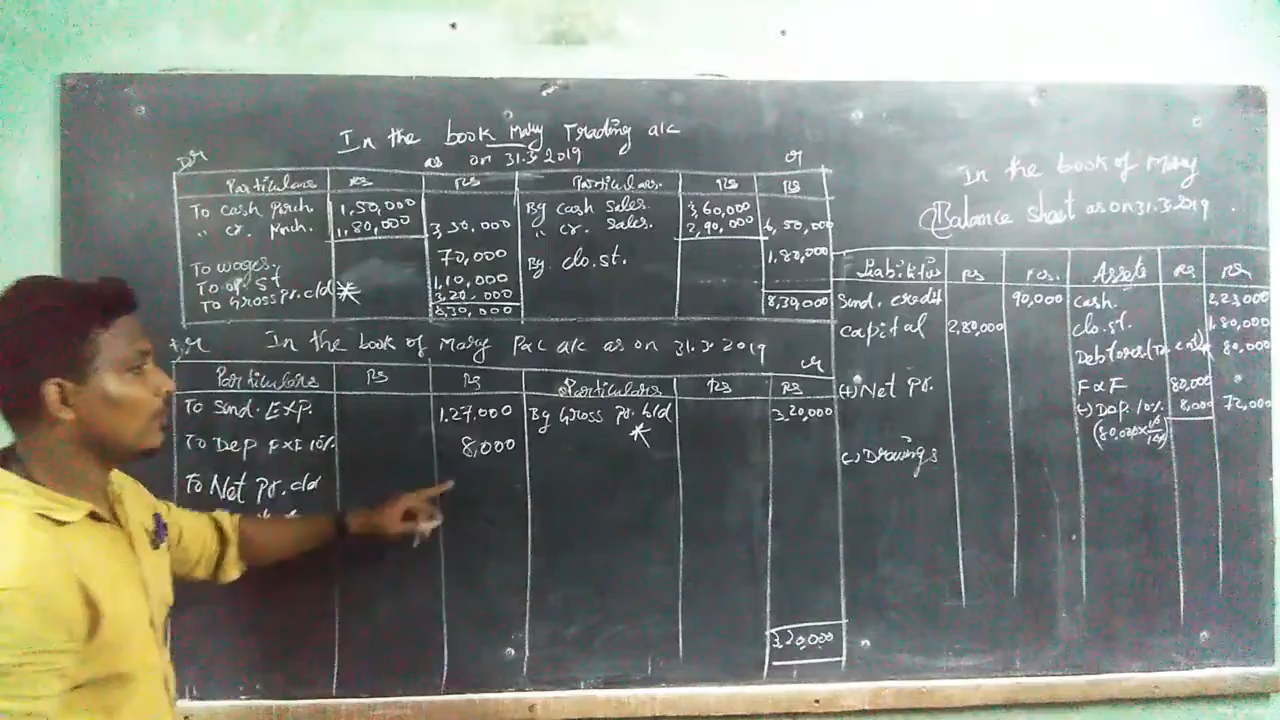 In the book Mary Trading a/c
as on 31.3.2019
Dr
cr
Particulars Rs Rs Particulars. Rs Rs
To cash Purch. 1,50,000 By cash Sales. 3,60,000
" cr. Purch. 1,80,000 3,30,000 " cr. Sales. 2,90,000 6,50,000
To wages. 70,000 By clo.st. 1,80,000
To op. St 1,10,000
To Gross Pr. c/d * 3,20,000
8,30,000 8,30,000
Dr In the book of Mary P&L a/c as on 31.3.2019 cr
Particulars Rs Rs Particulars Rs Rs
To Sund. Exp. 1,27,000 By Gross Pr. b/d * 3,20,000
To Dep F&F 10%. 8,000
To Net Pr. c/d
3,20,000
In the book of Mary
Balance Sheet as on 31.3.2019.
Liabilities Rs Rs. Assets Rs Rs
Sund. credit 90,000 cash. 2,23,000
capital 2,80,000 clo.st. 1,80,000
Debtors 80,000
(+) Net Pr. F&F 80,000
(-) Dep. 10%. 8,000 72,000
(-) Drawings